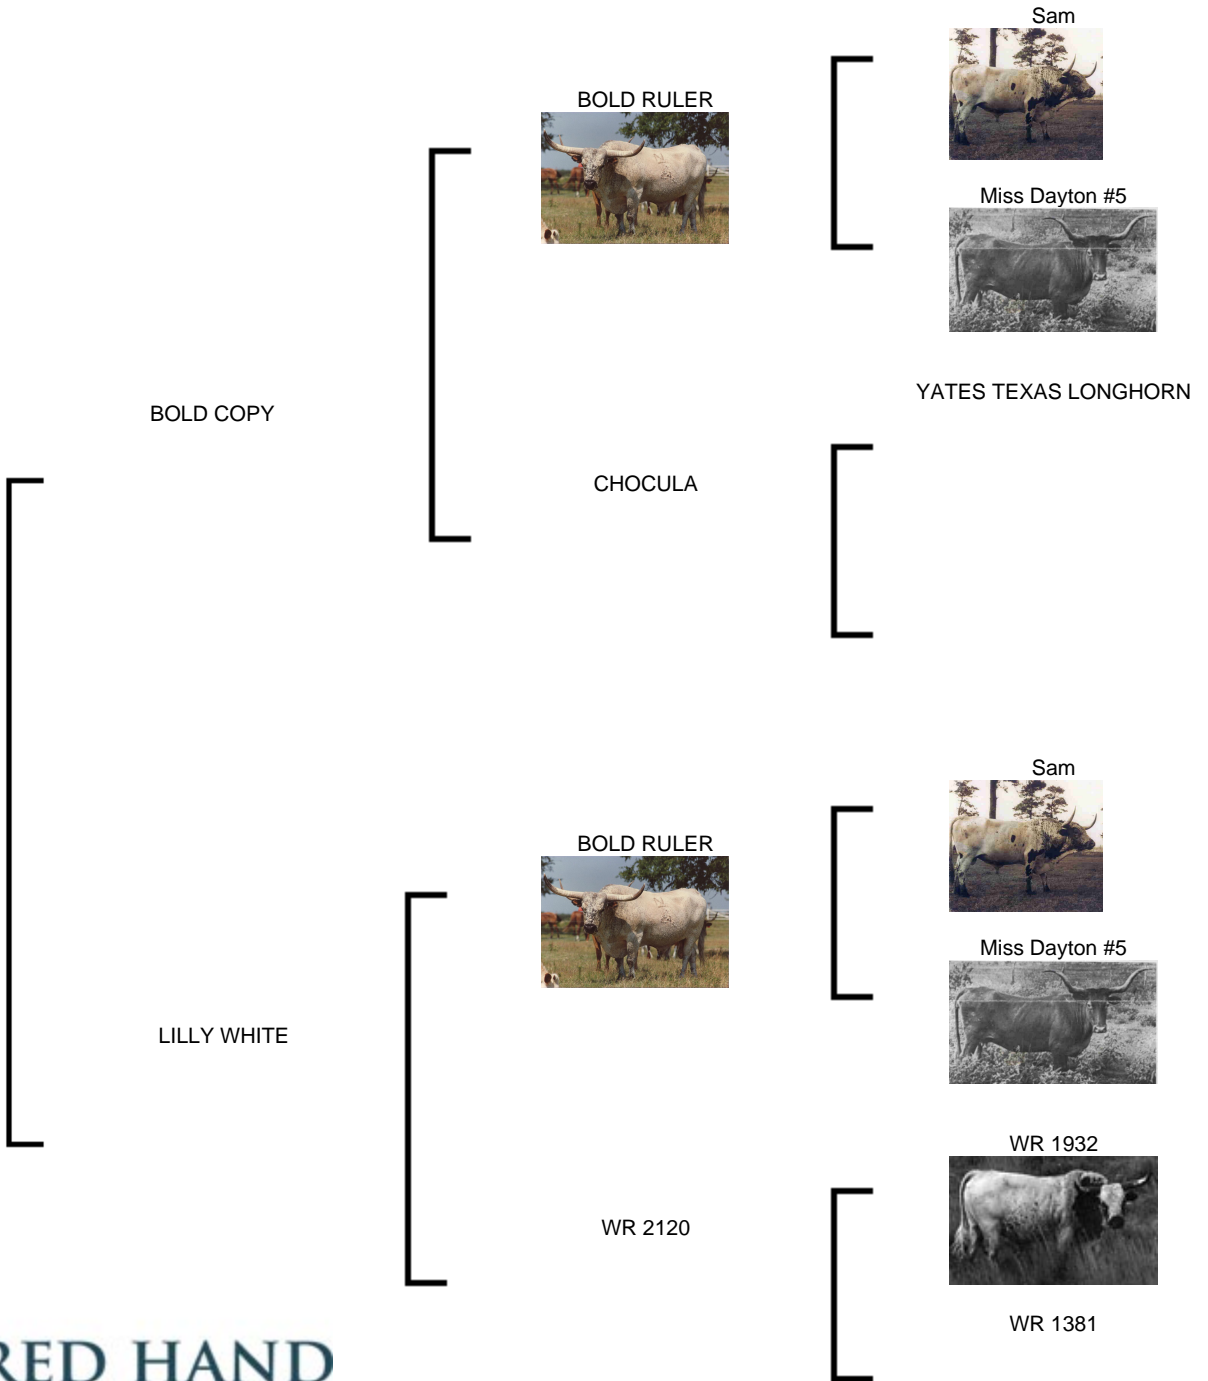 Sam
BOLD RULER
Miss Dayton #5
YATES TEXAS LONGHORN
BOLD COPY
CHOCULA
Sam
BOLD RULER
Miss Dayton #5
LILLY WHITE
WR 1932
WR 2120
WR 1381
RED HAND